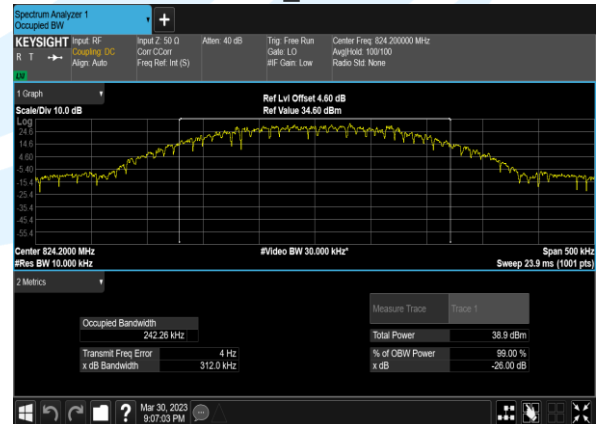 Spectrum Analyzer 1
Occupied BW
KEYSIGHT Input: RF Input Z: 50 Ω Atten: 40 dB Trig: Free Run Center Freq: 824.200000 MHz
R T Coupling: DC Corr CCorr Gate: LO Avg|Hold: 100/100
Align: Auto Freq Ref: Int (S) #IF Gain: Low Radio Std: None
1 Graph
Ref Lvl Offset 4.60 dB
Scale/Div 10.0 dB Ref Value 34.60 dBm
Log
24.6
14.6
4.60
-5.40
-15.4
-25.4
-35.4
-45.4
-55.4
Center 824.2000 MHz #Video BW 30.000 kHz* Span 500 kHz
#Res BW 10.000 kHz Sweep 23.9 ms (1001 pts)
2 Metrics
Measure Trace Trace 1
Occupied Bandwidth
242.26 kHz Total Power 38.9 dBm
Transmit Freq Error 4 Hz % of OBW Power 99.00 %
x dB Bandwidth 312.0 kHz x dB -26.00 dB
? Mar 30, 2023
9:07:03 PM